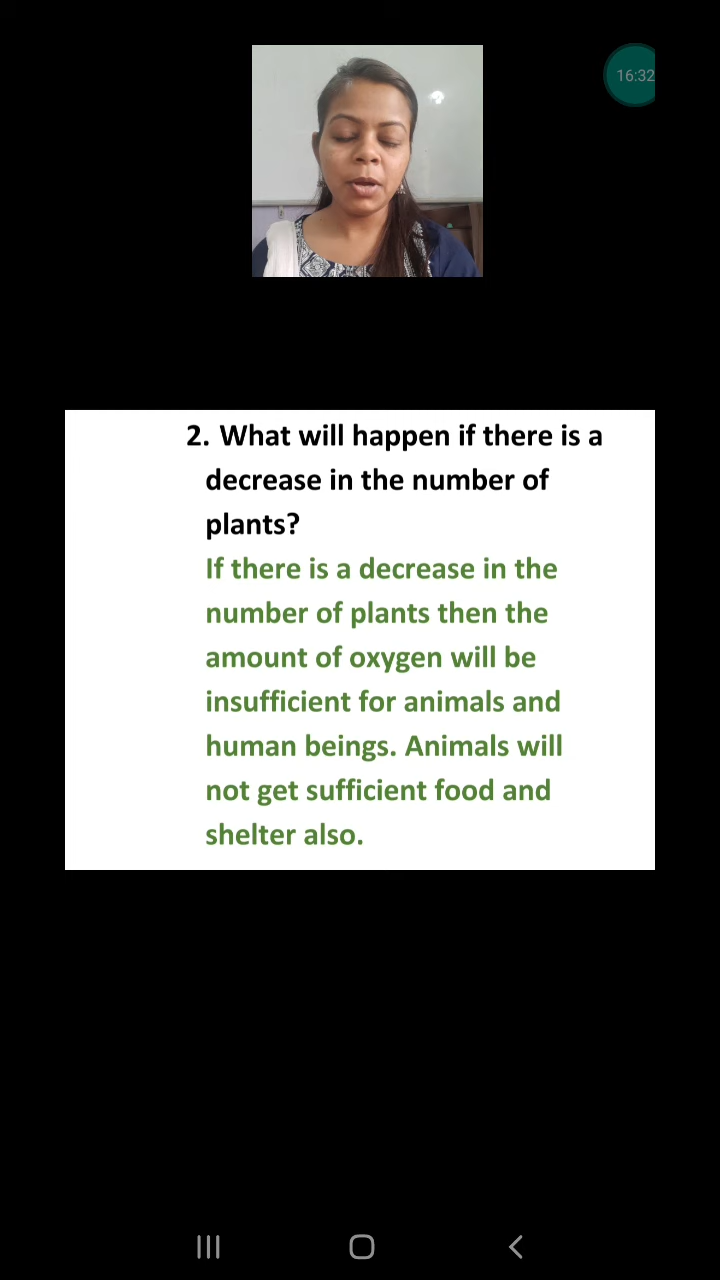 16:32
2. What will happen if there is a
decrease in the number of
plants?
If there is a decrease in the
number of plants then the
amount of oxygen will be
insufficient for animals and
human beings. Animals will
not get sufficient food and
shelter also.